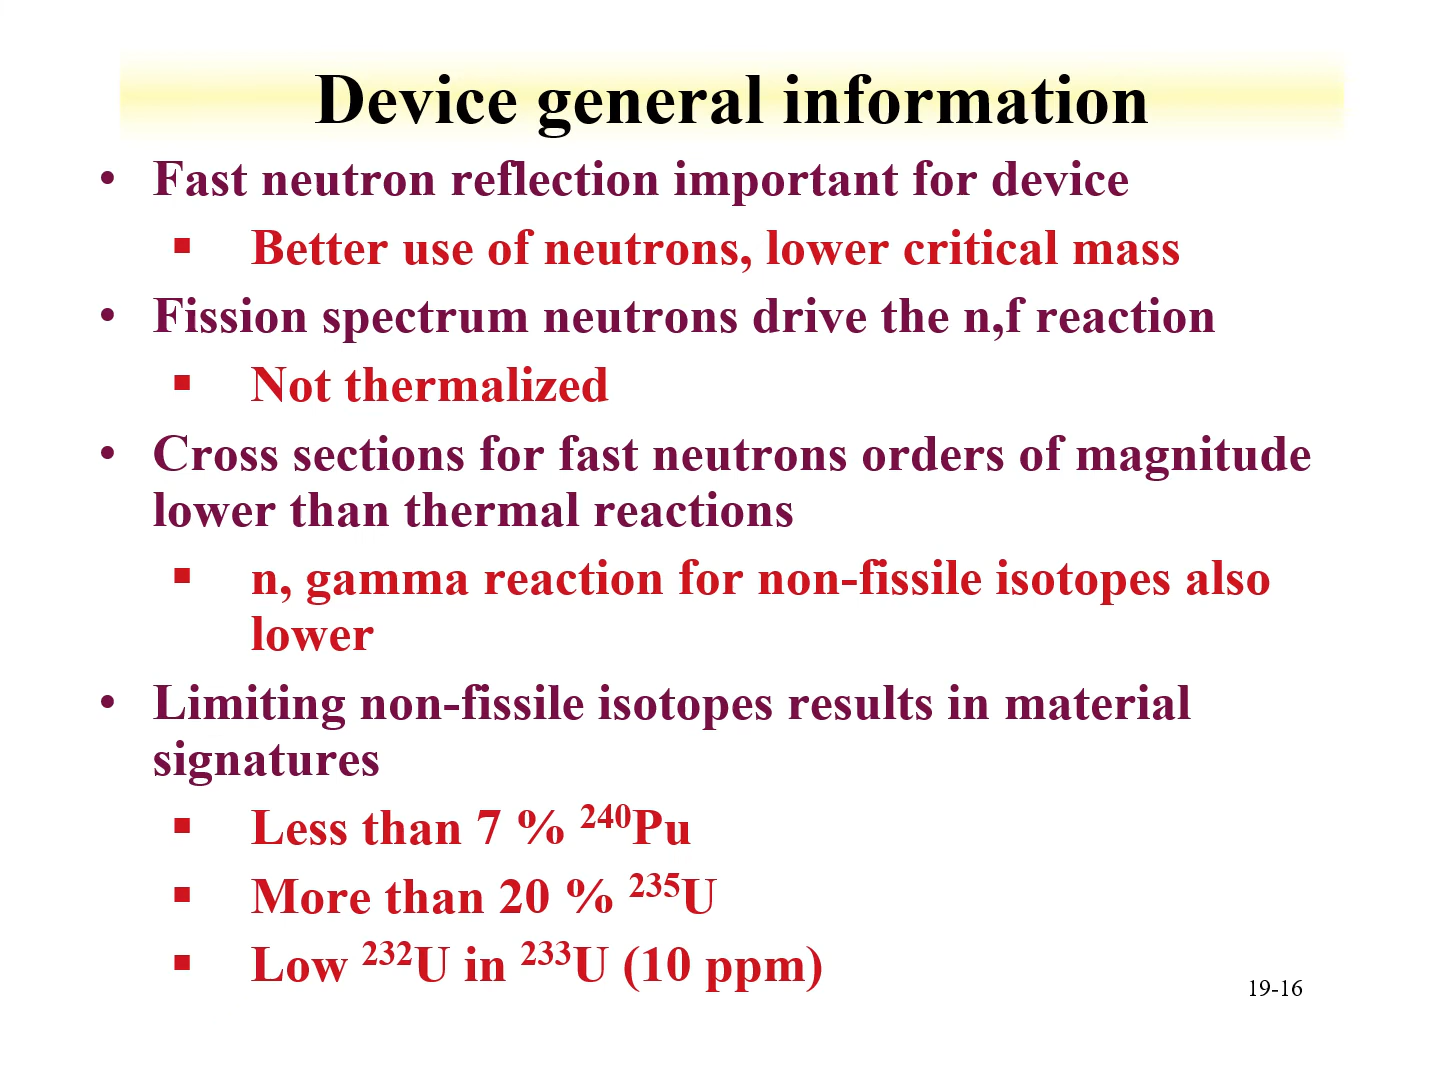 Device general information
• Fast neutron reflection important for device
▪ Better use of neutrons, lower critical mass
• Fission spectrum neutrons drive the n,f reaction
▪ Not thermalized
• Cross sections for fast neutrons orders of magnitude
lower than thermal reactions
▪ n, gamma reaction for non-fissile isotopes also
lower
• Limiting non-fissile isotopes results in material
signatures
▪ Less than 7 % ²⁴⁰Pu
▪ More than 20 % ²³⁵U
▪ Low ²³²U in ²³³U (10 ppm)
19-16